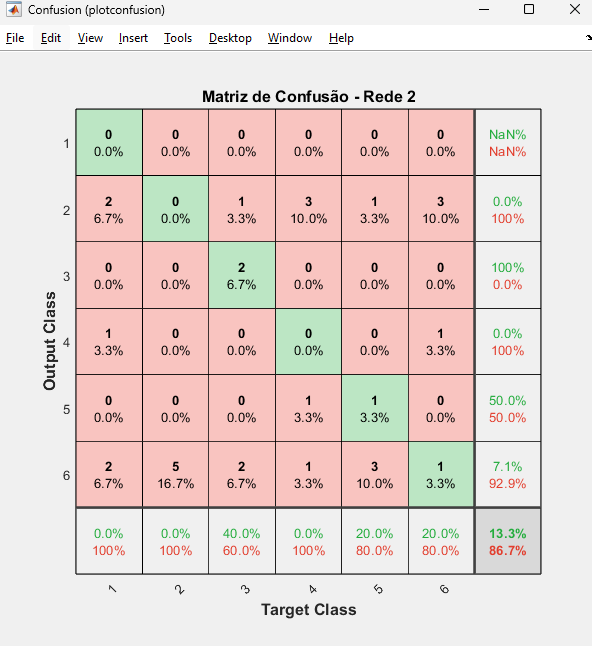 Confusion (plotconfusion)
File Edit View Insert Tools Desktop Window Help
Matriz de Confusão - Rede 2
1 0 0 0 0 0 0 NaN%
0.0% 0.0% 0.0% 0.0% 0.0% 0.0% NaN%
2 2 0 1 3 1 3 0.0%
6.7% 0.0% 3.3% 10.0% 3.3% 10.0% 100%
3 0 0 2 0 0 0 100%
0.0% 0.0% 6.7% 0.0% 0.0% 0.0% 0.0%
4 1 0 0 0 0 1 0.0%
3.3% 0.0% 0.0% 0.0% 0.0% 3.3% 100%
5 0 0 0 1 1 0 50.0%
0.0% 0.0% 0.0% 3.3% 3.3% 0.0% 50.0%
6 2 5 2 1 3 1 7.1%
6.7% 16.7% 6.7% 3.3% 10.0% 3.3% 92.9%
0.0% 0.0% 40.0% 0.0% 20.0% 20.0% 13.3%
100% 100% 60.0% 100% 80.0% 80.0% 86.7%
1 2 3 4 5 6
Target Class
Output Class